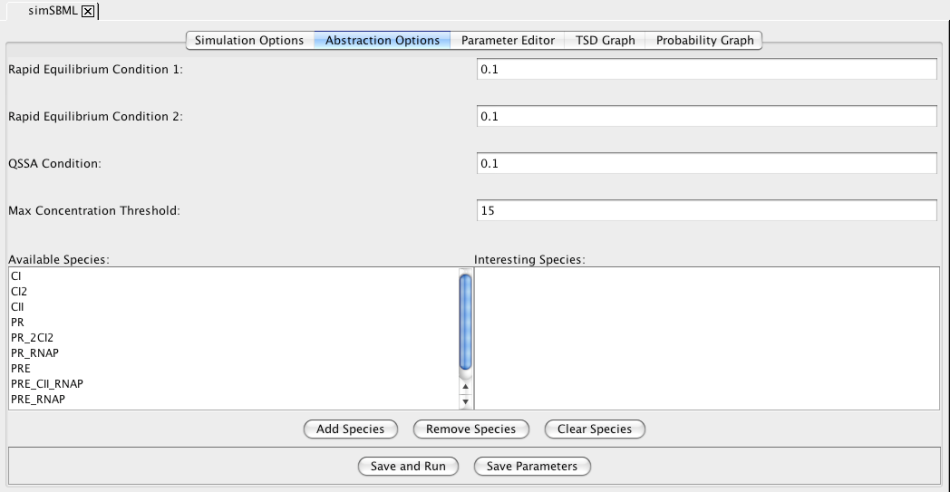 simSBML
Simulation Options Abstraction Options Parameter Editor TSD Graph Probability Graph
Rapid Equilibrium Condition 1: 0.1
Rapid Equilibrium Condition 2: 0.1
QSSA Condition: 0.1
Max Concentration Threshold: 15
Available Species: Interesting Species:
CI
CI2
CII
PR
PR_2CI2
PR_RNAP
PRE
PRE_CII_RNAP
PRE_RNAP
Add Species Remove Species Clear Species
Save and Run Save Parameters